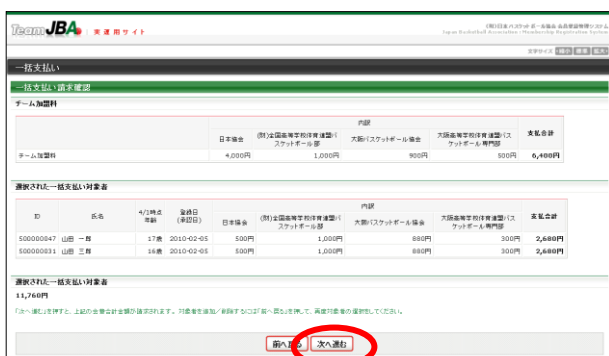 TeamJBA 実運用サイト
(財)日本バスケットボール協会 会員登録管理システム
Japan Basketball Association - Membership Registration System
文字サイズ 縮小 標準 拡大
一括支払い
一括支払い請求確認
チーム加盟料
内訳 支払合計
日本協会 (財)全国高等学校体育連盟バスケットボール部 大阪バスケットボール協会 大阪高等学校体育連盟バスケットボール専門部
チーム加盟料 4,000円 1,000円 900円 500円 6,400円
選択された一括支払い対象者
ID 氏名 4/1時点年齢 登録日(承認日) 内訳 支払合計
日本協会 (財)全国高等学校体育連盟バスケットボール部 大阪バスケットボール協会 大阪高等学校体育連盟バスケットボール専門部
500000847 山田 一郎 17歳 2010-02-05 500円 1,000円 880円 300円 2,680円
500000831 山田 三郎 16歳 2010-02-05 500円 1,000円 880円 300円 2,680円
選択された一括支払い対象者
11,760円
「次へ進む」を押すと、上記の金額合計金額が請求されます。対象者を追加／削除するには「前へ戻る」を押して、再度対象者の選択をしてください。
前へ戻る 次へ進む